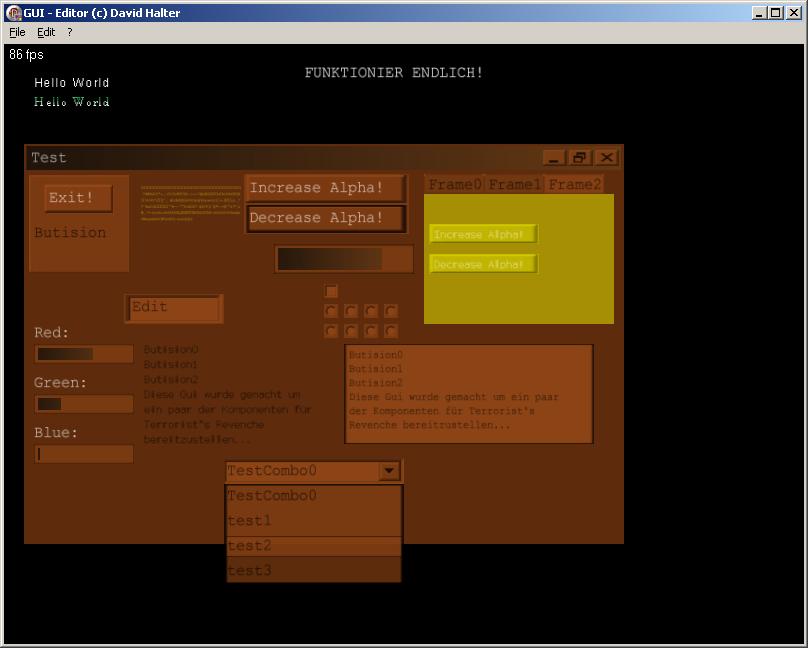 GUI - Editor (c) David Halter
File Edit ?
86 fps
FUNKTIONIER ENDLICH!
Hello World
Hello World
Test
Exit!
Butision
Increase Alpha!
Decrease Alpha!
Frame0 Frame1 Frame2
Increase Alpha!
Decrease Alpha!
Edit
Red:
Green:
Blue:
Butision0
Butision1
Butision2
Diese Gui wurde gemacht um
ein paar der Komponenten für
Terrorist's Revenche
bereitzustellen...
Butision0
Butision1
Butision2
Diese Gui wurde gemacht um ein paar
der Komponenten für Terrorist's
Revenche bereitzustellen...
TestCombo0
TestCombo0
test1
test2
test3